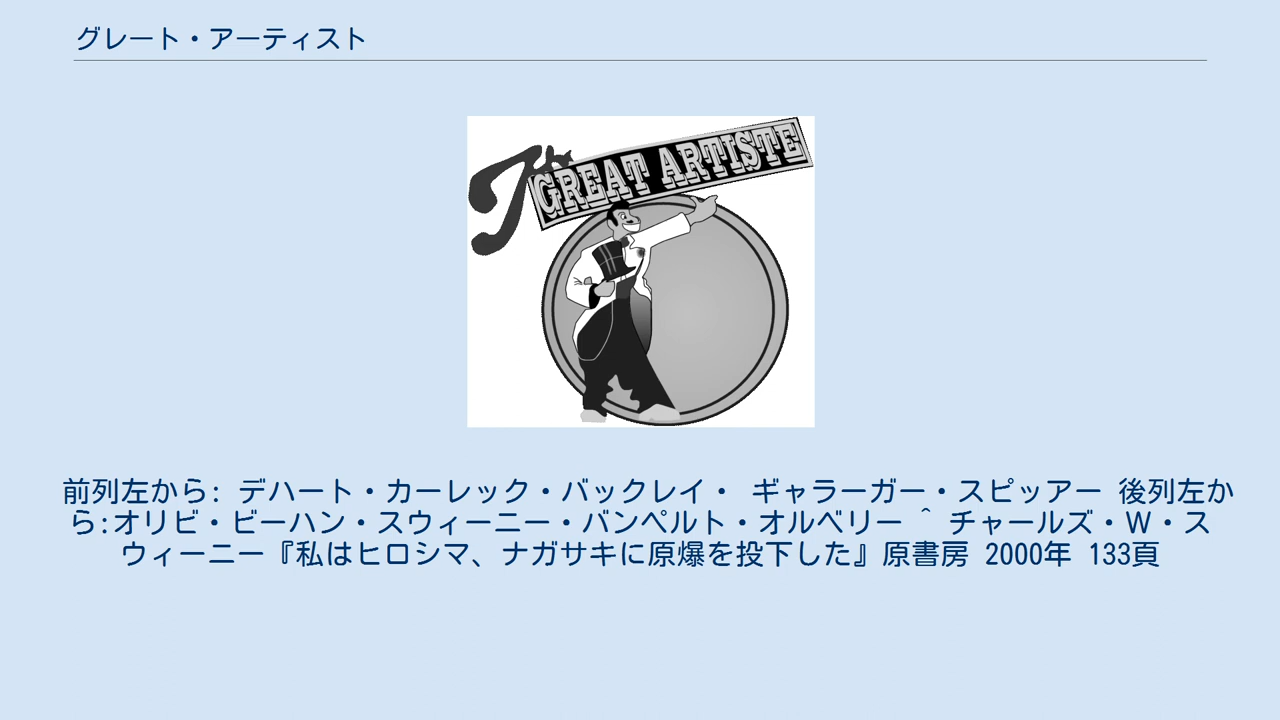 グレート・アーティスト
The
GREAT ARTISTE
前列左から: デハート・カーレック・バックレイ・ ギャラーガー・スピッアー 後列左か
ら:オリビ・ビーハン・スウィーニー・バンペルト・オルベリー ^ チャールズ・W・ス
ウィーニー『私はヒロシマ、ナガサキに原爆を投下した』原書房 2000年 133頁